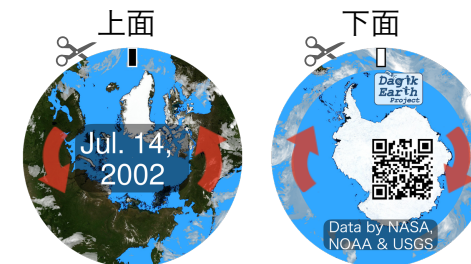 上面
下面
Jul. 14,
2002
Dagik
Earth
Project
Data by NASA,
NOAA & USGS